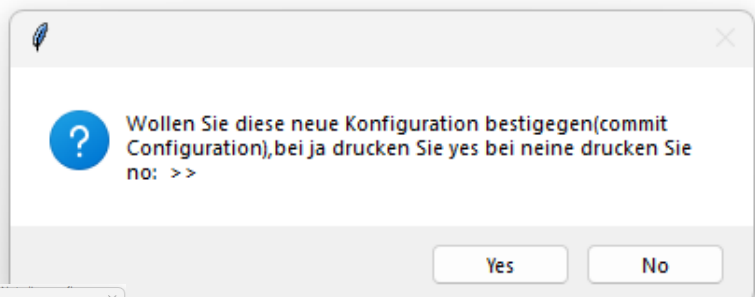 Wollen Sie diese neue Konfiguration bestigegen(commit
Configuration),bei ja drucken Sie yes bei neine drucken Sie
no:  >>
Yes
No